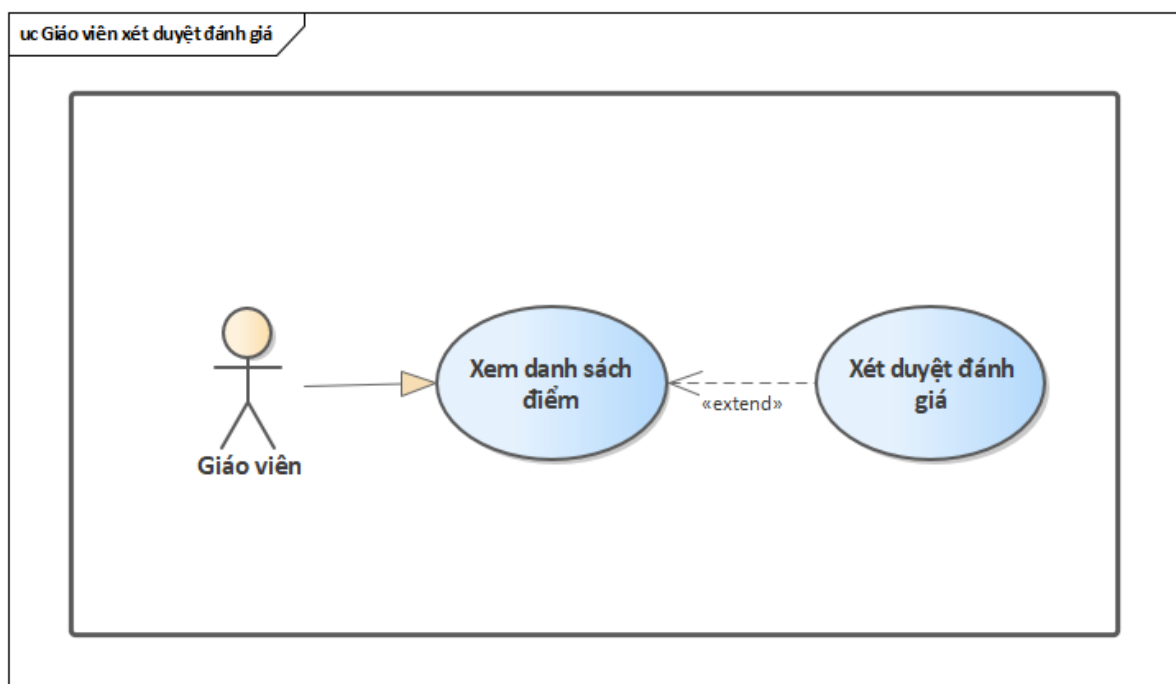 uc Giáo viên xét duyệt đánh giá
Xem danh sách
điểm
«extend»
Xét duyệt đánh
giá
Giáo viên